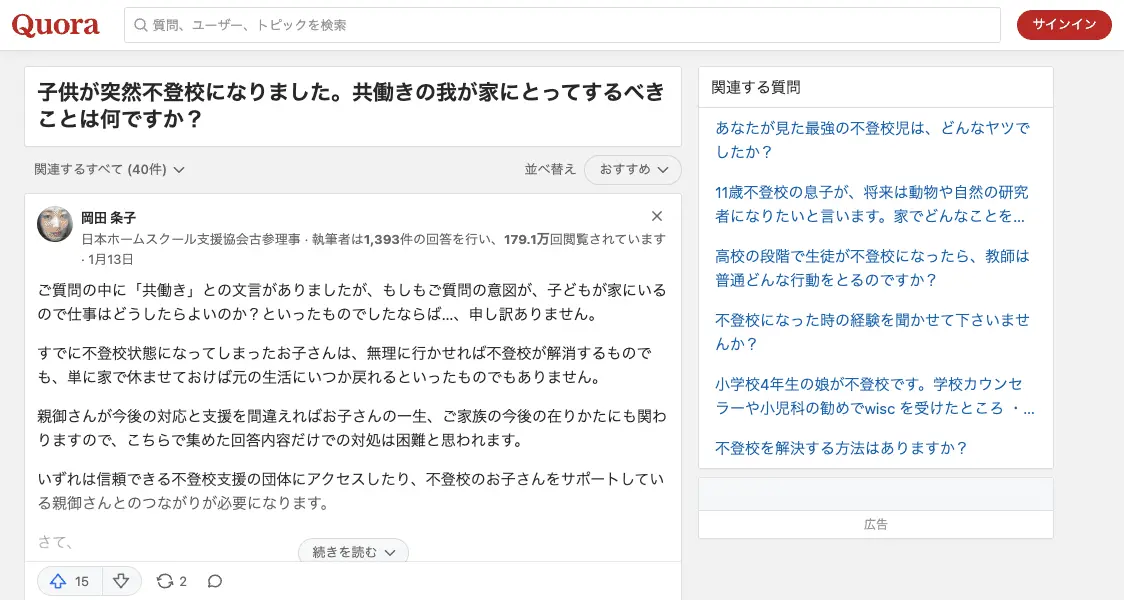 Quora
質問、ユーザー、トピックを検索
サインイン
子供が突然不登校になりました。共働きの我が家にとってするべき
ことは何ですか？
関連するすべて (40件)
並べ替え
おすすめ
岡田 条子
日本ホームスクール支援協会古参理事 · 執筆者は1,393件の回答を行い、179.1万回閲覧されています
· 1月13日
ご質問の中に「共働き」との文言がありましたが、もしもご質問の意図が、子どもが家にいる
ので仕事はどうしたらよいのか？といったものでしたならば...、申し訳ありません。
すでに不登校状態になってしまったお子さんは、無理に行かせれば不登校が解消するもので
も、単に家で休ませておけば元の生活にいつか戻れるといったものでもありません。
親御さんが今後の対応と支援を間違えればお子さんの一生、ご家族の今後の在りかたにも関わ
りますので、こちらで集めた回答内容だけでの対処は困難と思われます。
いずれは信頼できる不登校支援の団体にアクセスしたり、不登校のお子さんをサポートしてい
る親御さんとのつながりが必要になります。
さて、
続きを読む
15
2
関連する質問
あなたが見た最強の不登校児は、どんなヤツで
したか？
11歳不登校の息子が、将来は動物や自然の研究
者になりたいと言います。家でどんなことを...
高校の段階で生徒が不登校になったら、教師は
普通どんな行動をとるのですか？
不登校になった時の経験を聞かせて下さいませ
んか？
小学校4年生の娘が不登校です。学校カウンセ
ラーや小児科の勧めでwisc を受けたところ ・...
不登校を解決する方法はありますか？
広告